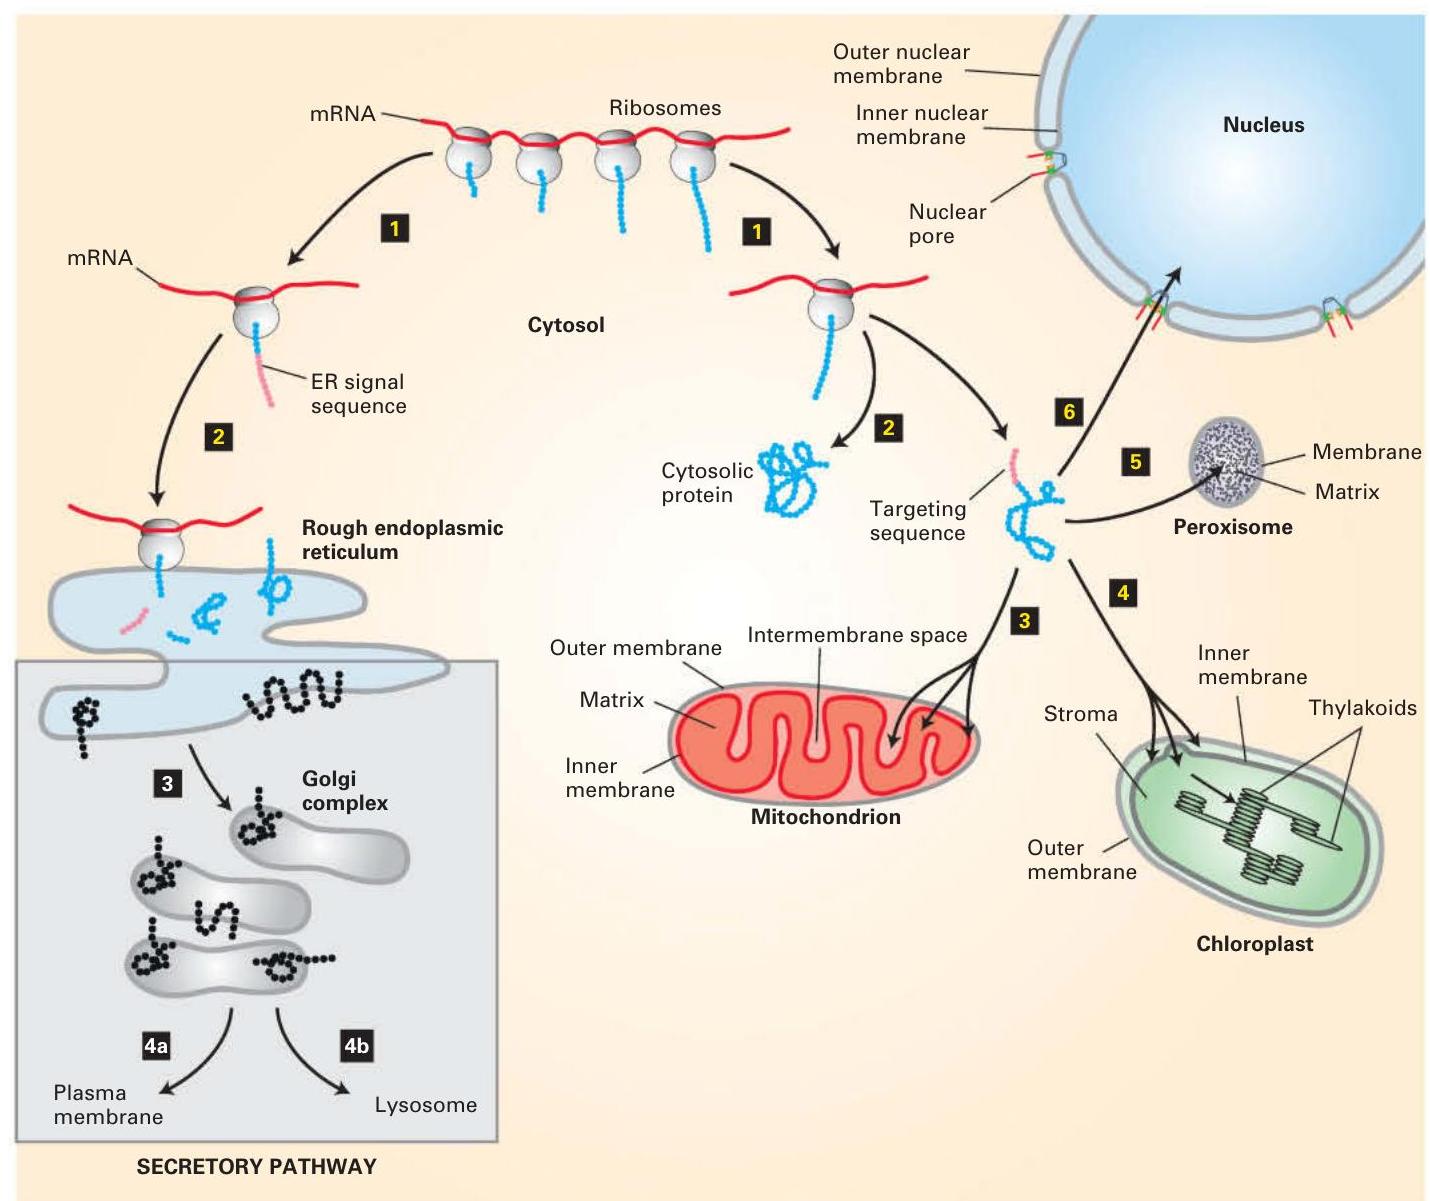 Outer nuclear
membrane
mRNA
Ribosomes
Inner nuclear
membrane
Nucleus
Nuclear
pore
1
1
mRNA
Cytosol
ER signal
sequence
2
2
6
5
Cytosolic
protein
Membrane
Matrix
Targeting
sequence
Peroxisome
Rough endoplasmic
reticulum
4
3
Outer membrane
Intermembrane space
Matrix
Inner
membrane
Mitochondrion
Inner
membrane
Stroma
Thylakoids
Outer
membrane
Chloroplast
3
Golgi
complex
4a
4b
Plasma
membrane
Lysosome
SECRETORY PATHWAY